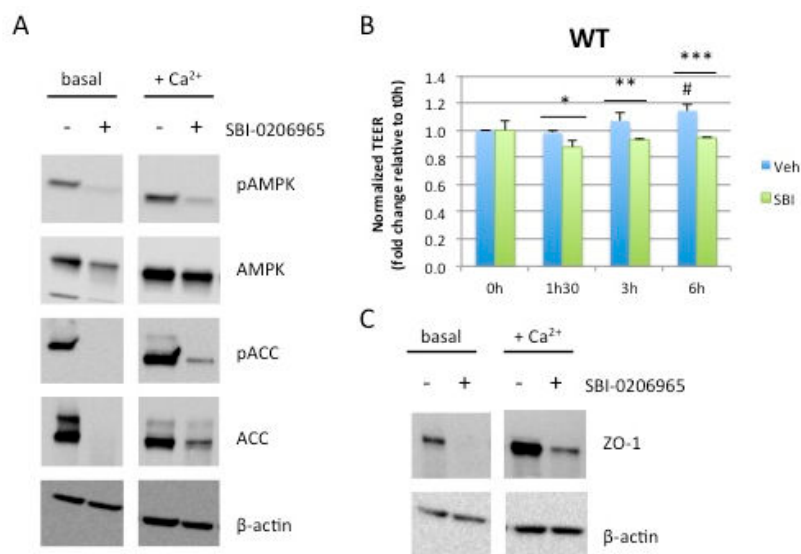 A
basal + Ca²⁺
- + - + SBI-0206965
pAMPK
AMPK
pACC
ACC
β-actin
B
WT
Normalized TEER
(fold change relative to t0h)
1.4
1.2
1.0
0.8
0.6
0.4
0.2
0.0
* ** *** #
0h 1h30 3h 6h
Veh
SBI
C
basal + Ca²⁺
- + - + SBI-0206965
ZO-1
β-actin